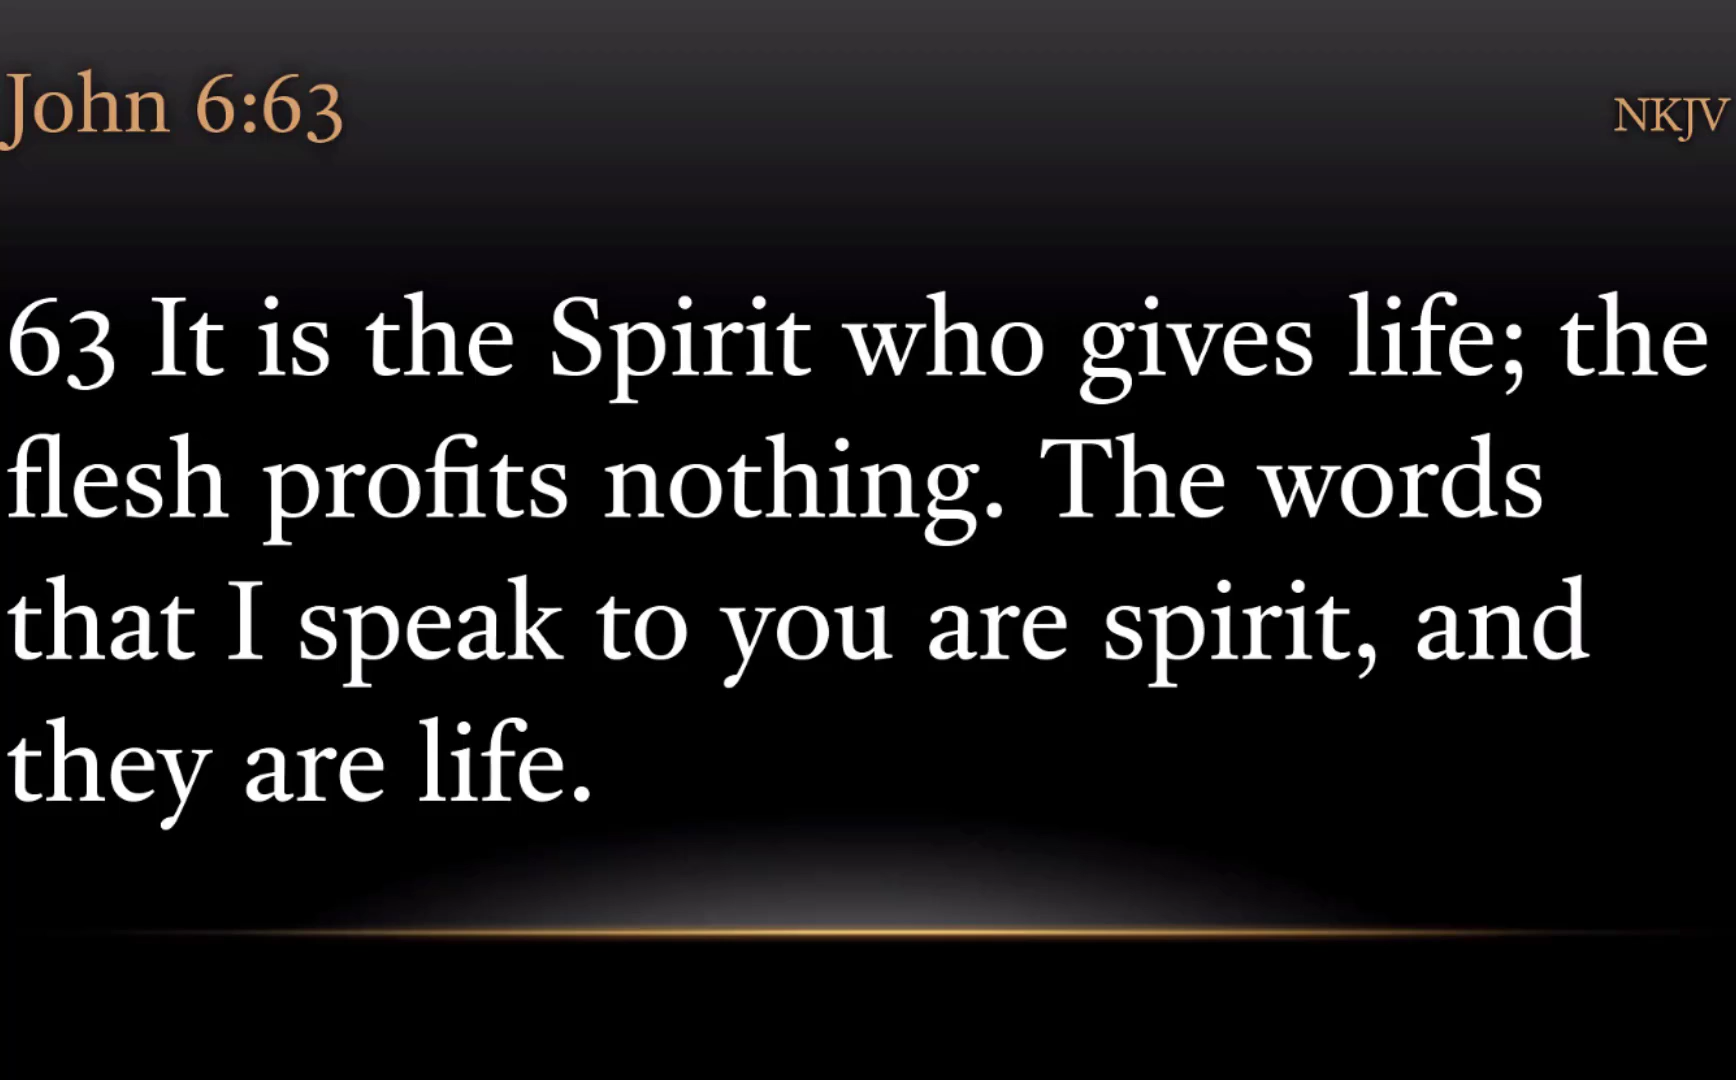 John 6:63
NKJV
63 It is the Spirit who gives life; the
flesh profits nothing. The words
that I speak to you are spirit, and
they are life.